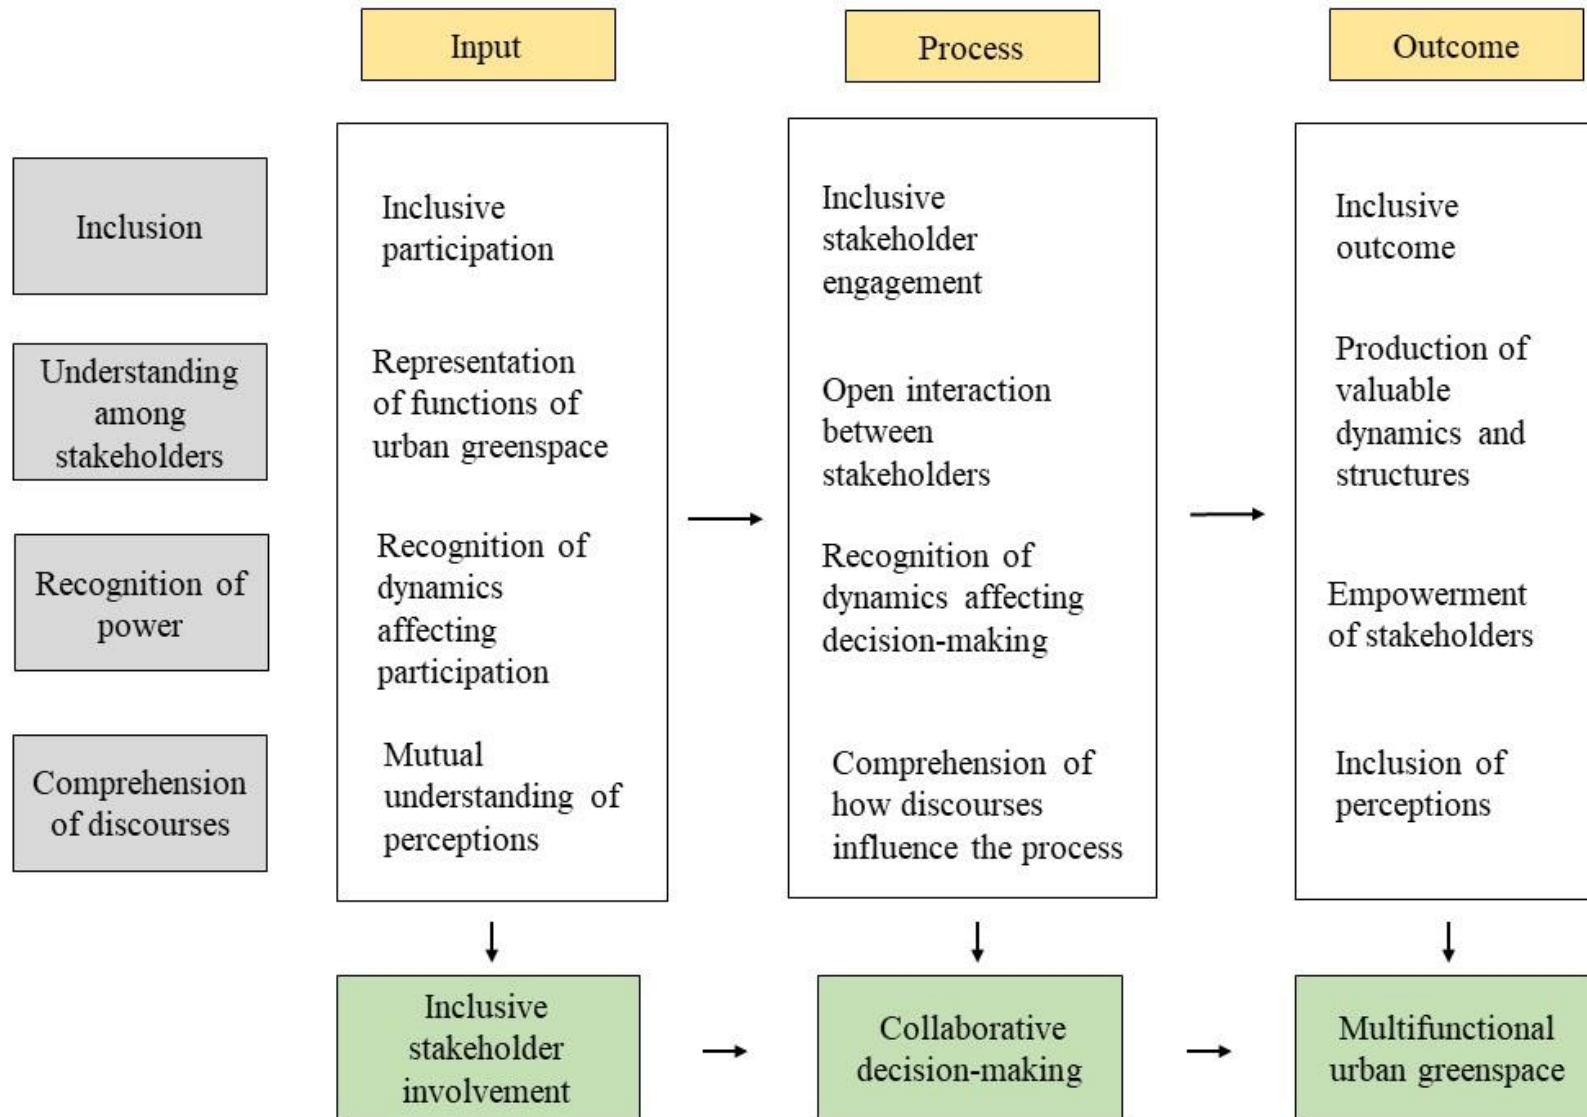 Input
Process
Outcome
Inclusion
Inclusive
participation
Inclusive
stakeholder
engagement
Inclusive
outcome
Understanding
among
stakeholders
Representation
of functions of
urban greenspace
Open interaction
between
stakeholders
Production of
valuable
dynamics and
structures
Recognition of
power
Recognition of
dynamics
affecting
participation
Recognition of
dynamics affecting
decision-making
Empowerment
of stakeholders
Comprehension
of discourses
Mutual
understanding of
perceptions
Comprehension of
how discourses
influence the process
Inclusion of
perceptions
Inclusive
stakeholder
involvement
Collaborative
decision-making
Multifunctional
urban greenspace